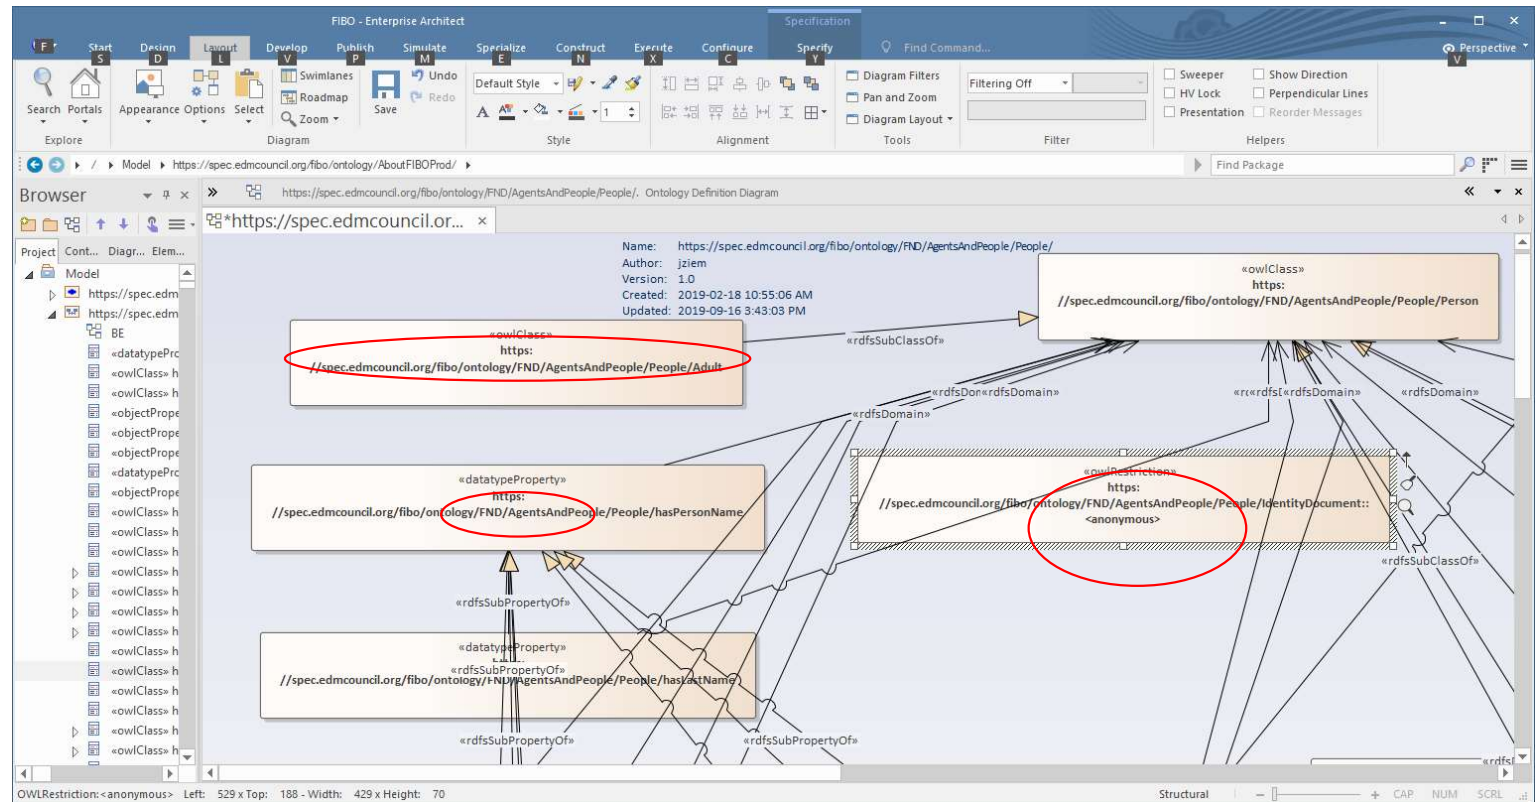 FIBO - Enterprise Architect
Specification
F
Start Design Layout Develop Publish Simulate Specialize Construct Execute Configure Specify Find Command... Perspective
S D L V P M E N X C Y V
Search Portals
Explore
Appearance Options Select
Swimlanes
Roadmap
Zoom
Diagram
Save
Undo
Redo
Default Style
1
Style
Alignment
Diagram Filters
Pan and Zoom
Diagram Layout
Tools
Filtering Off
Filter
Sweeper Show Direction
HV Lock Perpendicular Lines
Presentation Reorder Messages
Helpers
/ Model https://spec.edmcouncil.org/fibo/ontology/AboutFIBOProd/
Find Package
Browser
https://spec.edmcouncil.org/fibo/ontology/FND/AgentsAndPeople/People/. Ontology Definition Diagram
*https://spec.edmcouncil.or...
Project Cont... Diagr... Elem...
Model
https://spec.edm
https://spec.edm
BE
«datatypePro
«owlClass» h
«owlClass» h
«objectPrope
«objectPrope
«objectPrope
«datatypePro
«objectPrope
«owlClass» h
«owlClass» h
«owlClass» h
«owlClass» h
«owlClass» h
«owlClass» h
«owlClass» h
«owlClass» h
«owlClass» h
«owlClass» h
«owlClass» h
«owlClass» h
«owlClass» h
Name: https://spec.edmcouncil.org/fibo/ontology/FND/AgentsAndPeople/People/
Author: jziem
Version: 1.0
Created: 2019-02-18 10:55:06 AM
Updated: 2019-09-16 3:43:03 PM
«owlClass»
https:
//spec.edmcouncil.org/fibo/ontology/FND/AgentsAndPeople/People/Person
«owlClass»
https:
//spec.edmcouncil.org/fibo/ontology/FND/AgentsAndPeople/People/Adult
«rdfsSubClassOf»
«rdfsDom«rdfsDomain»
«rdfsDomain»
«r«rdfsD«rdfsDomain»
«rdfsDomain»
«datatypeProperty»
https:
//spec.edmcouncil.org/fibo/ontology/FND/AgentsAndPeople/People/hasPersonName
«owlRestriction»
https:
//spec.edmcouncil.org/fibo/ontology/FND/AgentsAndPeople/People/IdentityDocument::
<anonymous>
«rdfsSubClassOf»
«rdfsSubPropertyOf»
«datatypeProperty»
https:
«rdfsSubPropertyOf»
//spec.edmcouncil.org/fibo/ontology/FND/AgentsAndPeople/People/hasLastName
«rdfsSubPropertyOf»
«rdfsSubPropertyOf»
«rdfsl
OWLRestriction:<anonymous> Left: 529 x Top: 188 - Width: 429 x Height: 70
Structural
CAP NUM SCRL